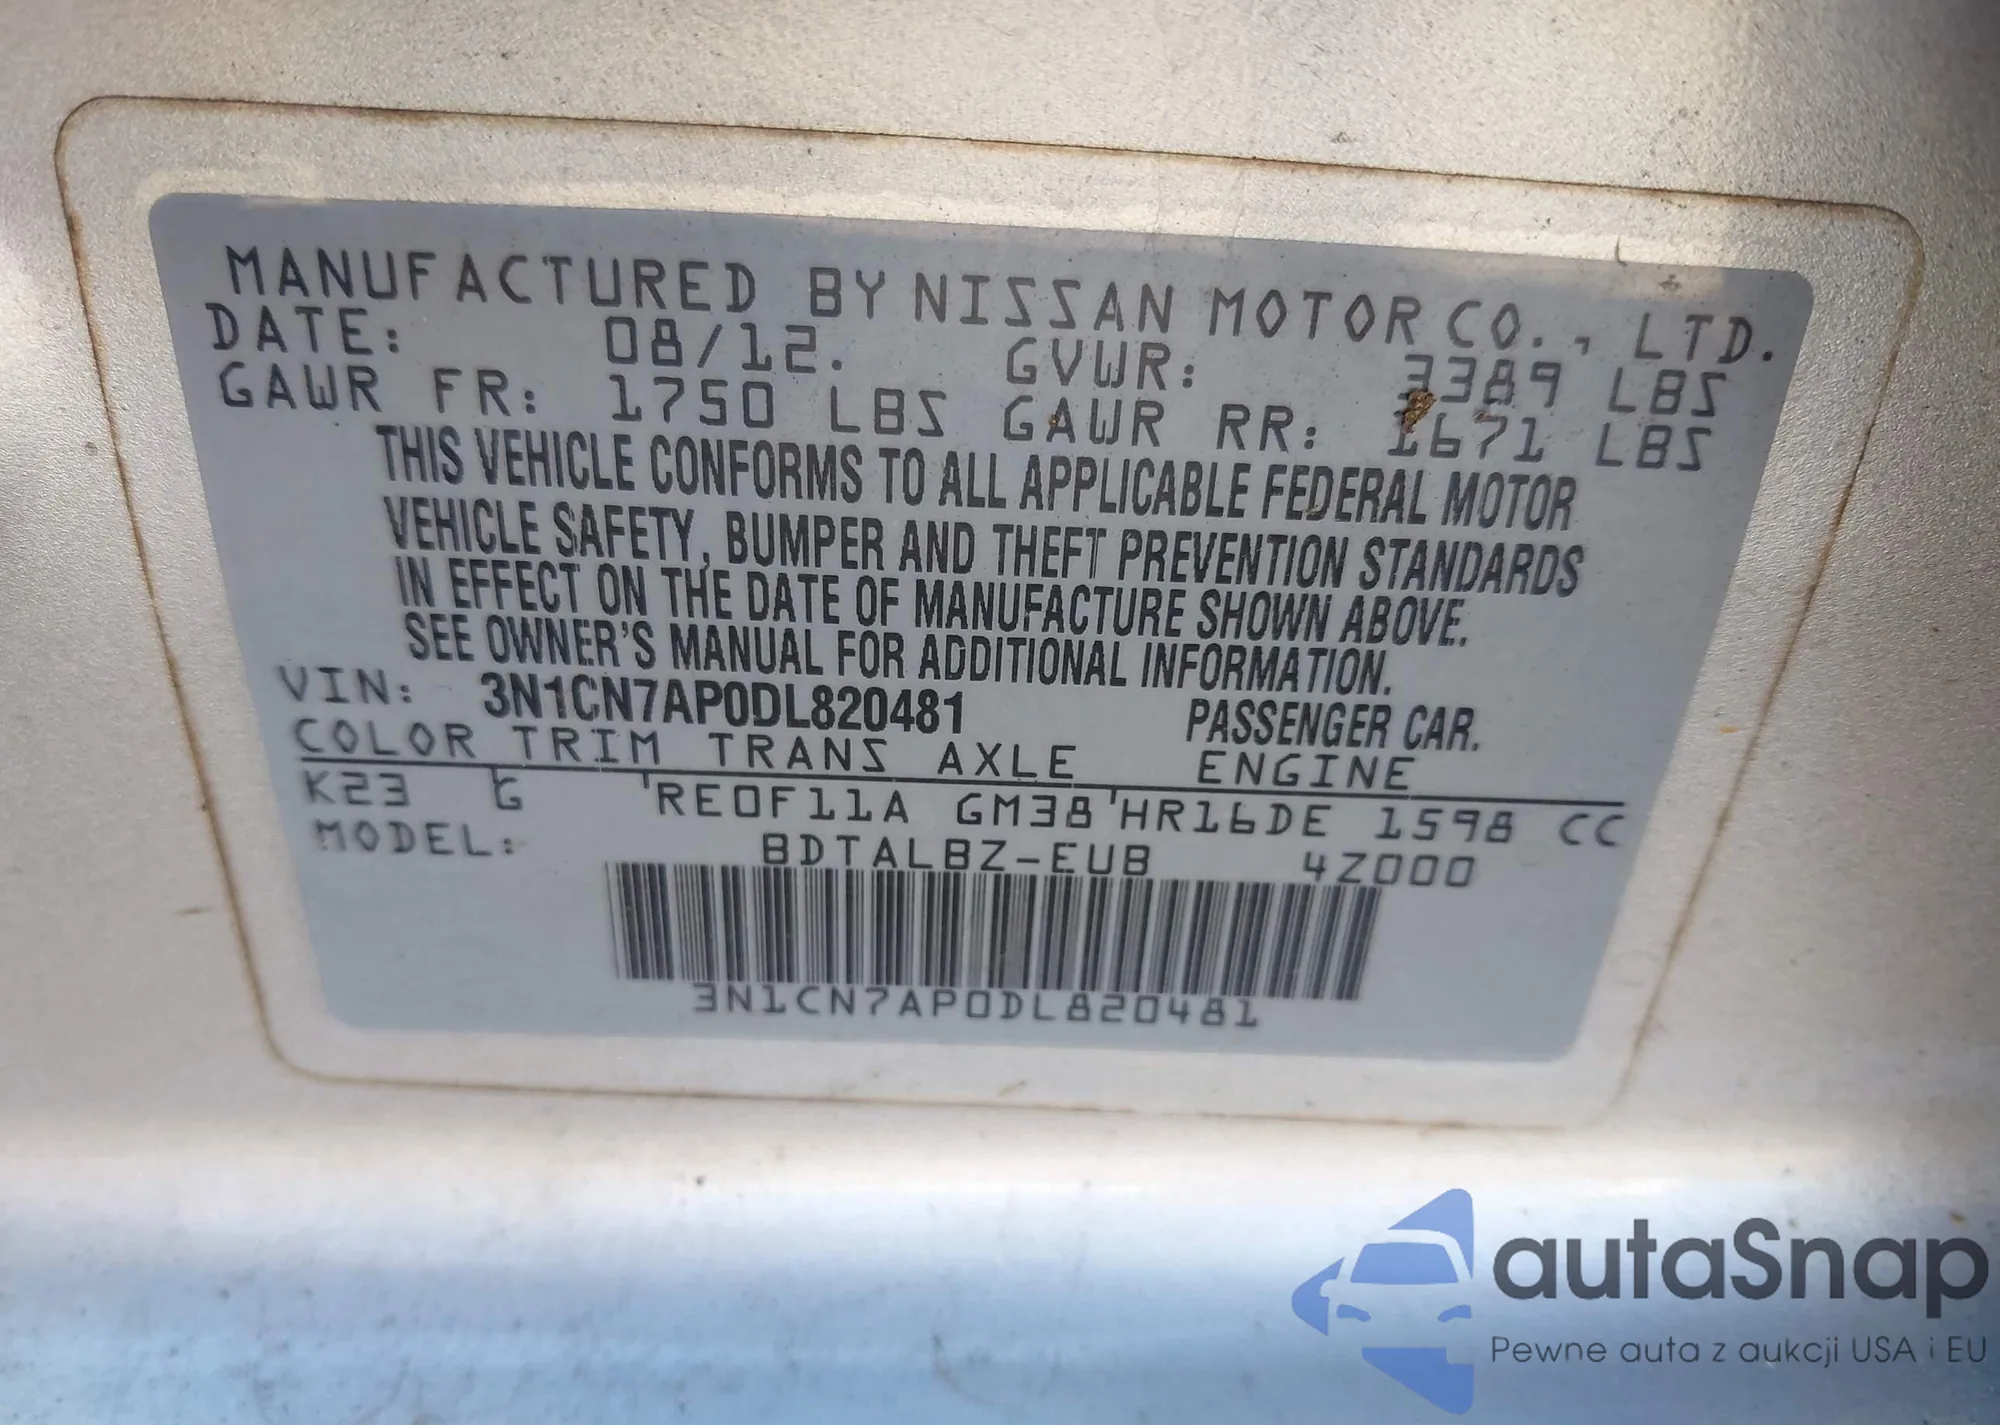 MANUFACTURED BY NISSAN MOTOR CO., LTD.
DATE: 08/12. GVWR: 3389 LBS
GAWR FR: 1750 LBS GAWR RR: 1671 LBS
THIS VEHICLE CONFORMS TO ALL APPLICABLE FEDERAL MOTOR
VEHICLE SAFETY, BUMPER AND THEFT PREVENTION STANDARDS
IN EFFECT ON THE DATE OF MANUFACTURE SHOWN ABOVE.
SEE OWNER'S MANUAL FOR ADDITIONAL INFORMATION.
VIN: 3N1CN7AP0DL820481 PASSENGER CAR.
COLOR TRIM TRANS AXLE ENGINE
K23 G RE0F11A GM38 HR16DE 1598 CC
MODEL: BDTALBZ-EUB 4Z000
3N1CN7AP0DL820481
autaSnap
Pewne auta z aukcji USA i EU